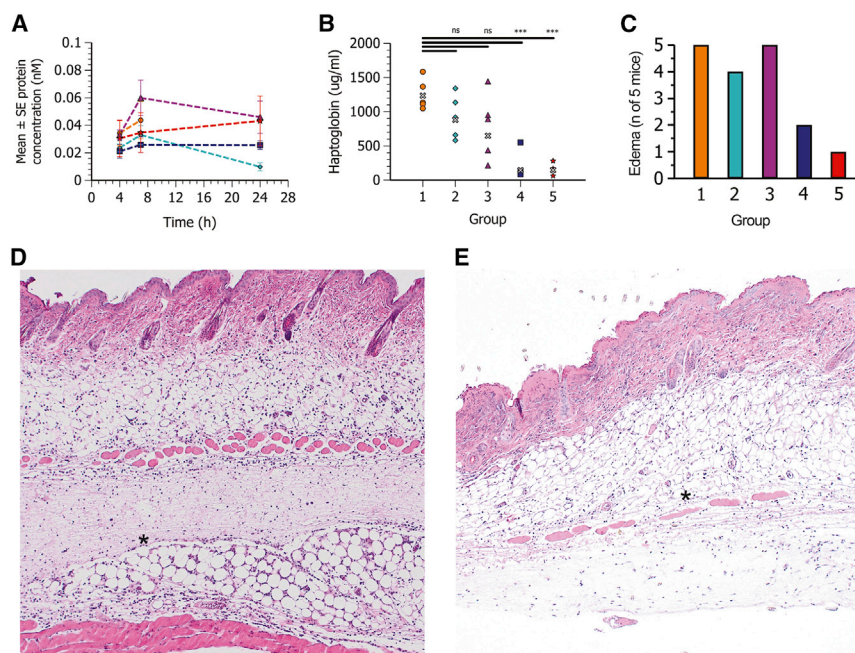 A
Mean ± SE protein
concentration (nM)
0.1
0.08
0.06
0.04
0.02
0
0 4 8 12 16 20 24 28
Time (h)
B
ns ns *** ***
Haptoglobin (ug/ml)
2000
1500
1000
500
0
1 2 3 4 5
Group
C
Edema (n of 5 mice)
5
4
3
2
1
0
1 2 3 4 5
Group
D
*
E
*